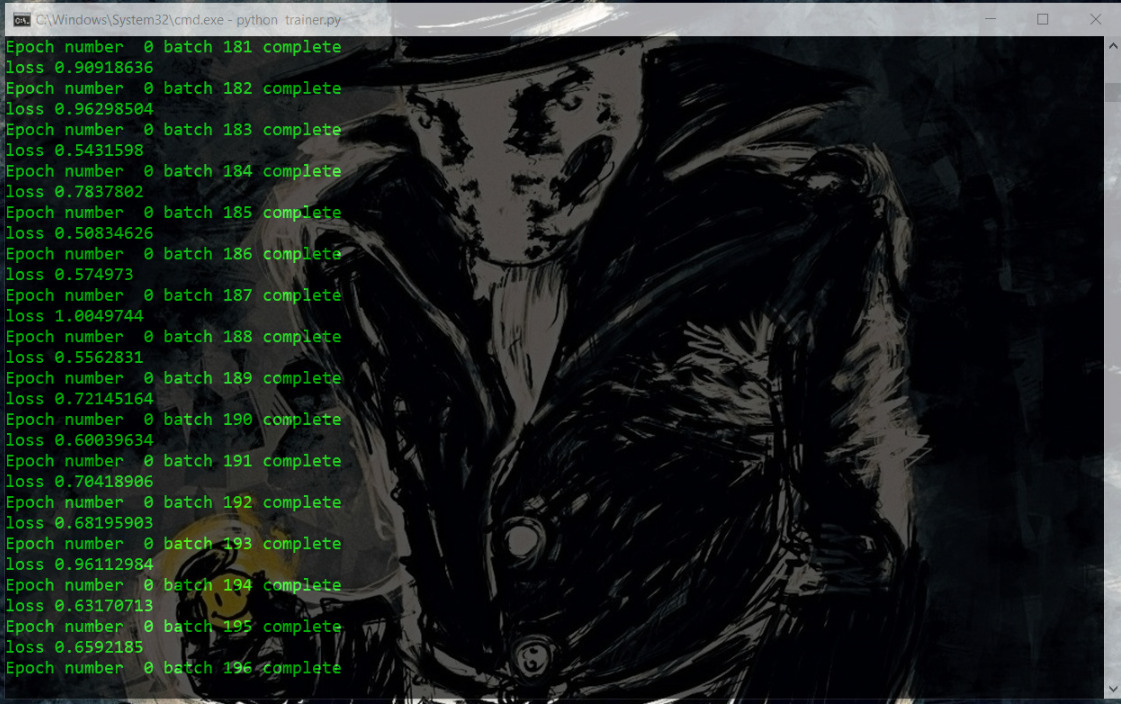 C:\Windows\System32\cmd.exe - python  trainer.py
Epoch number  0 batch 181 complete
loss 0.90918636
Epoch number  0 batch 182 complete
loss 0.96298504
Epoch number  0 batch 183 complete
loss 0.5431598
Epoch number  0 batch 184 complete
loss 0.7837802
Epoch number  0 batch 185 complete
loss 0.50834626
Epoch number  0 batch 186 complete
loss 0.574973
Epoch number  0 batch 187 complete
loss 1.0049744
Epoch number  0 batch 188 complete
loss 0.5562831
Epoch number  0 batch 189 complete
loss 0.72145164
Epoch number  0 batch 190 complete
loss 0.60039634
Epoch number  0 batch 191 complete
loss 0.70418906
Epoch number  0 batch 192 complete
loss 0.68195903
Epoch number  0 batch 193 complete
loss 0.96112984
Epoch number  0 batch 194 complete
loss 0.63170713
Epoch number  0 batch 195 complete
loss 0.6592185
Epoch number  0 batch 196 complete